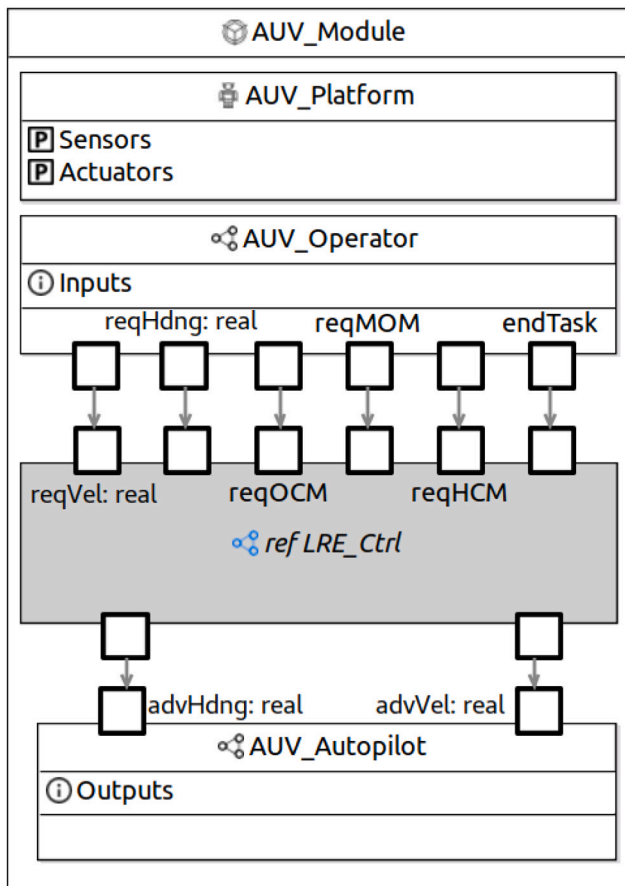 AUV_Module
AUV_Platform
P Sensors
P Actuators
AUV_Operator
i Inputs
reqHdng: real reqMOM endTask
reqVel: real reqOCM reqHCM
ref LRE_Ctrl
advHdng: real advVel: real
AUV_Autopilot
i Outputs